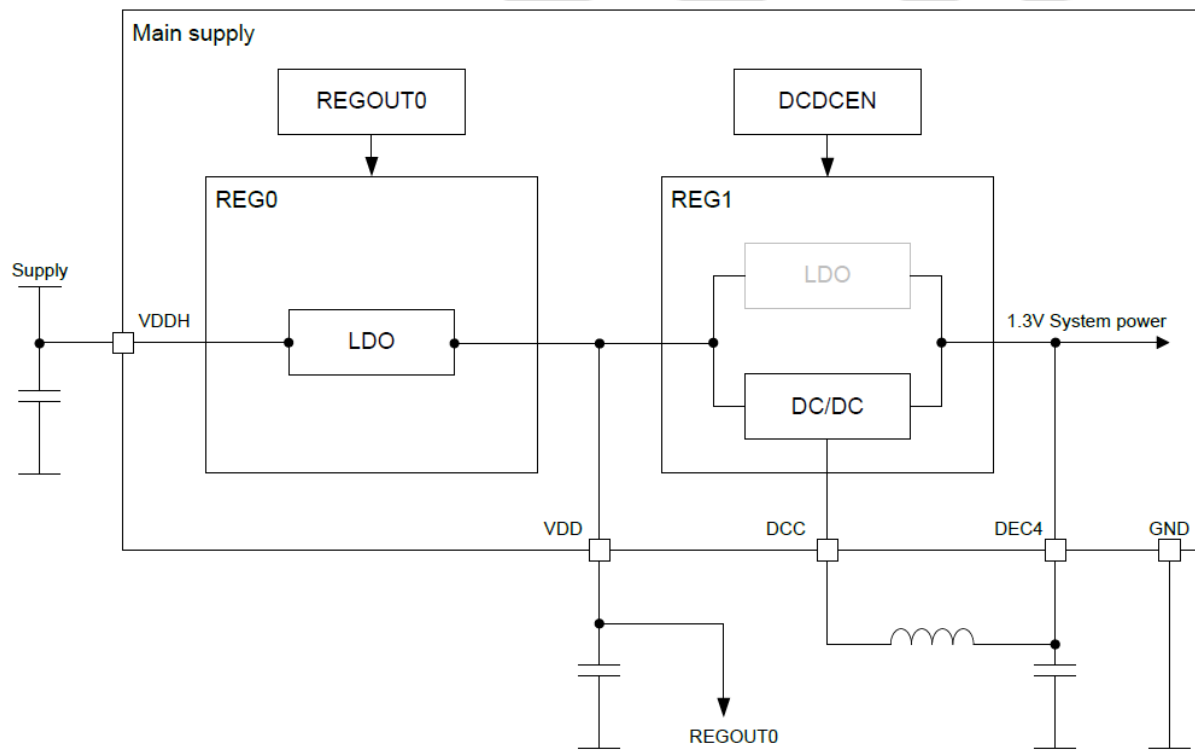 Main supply
REGOUT0
DCDCEN
REG0
REG1
LDO
Supply
VDDH
LDO
1.3V System power
DC/DC
VDD
DCC
DEC4
GND
REGOUT0